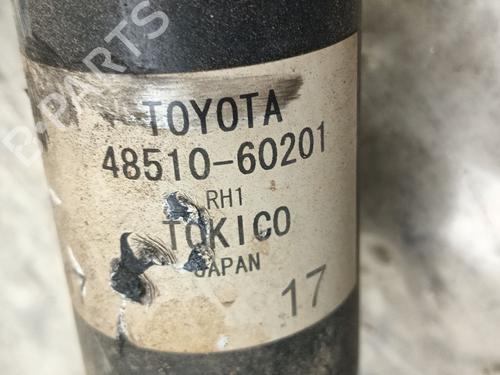 B-PARTS
TOYOTA
48510-60201
RH1
TOKICO
JAPAN
17